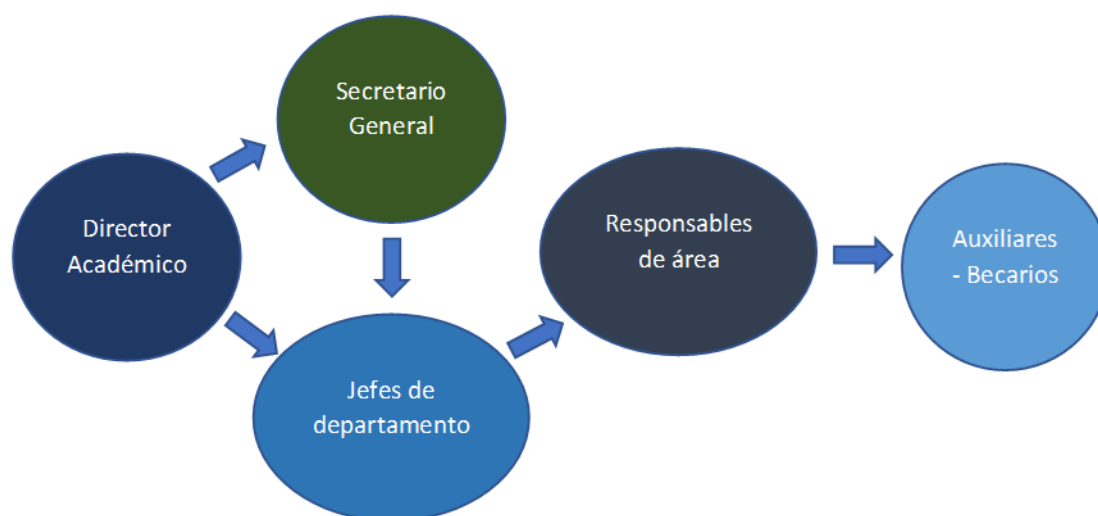 Secretario
General
Director
Académico
Responsables
de área
Auxiliares
- Becarios
Jefes de
departamento